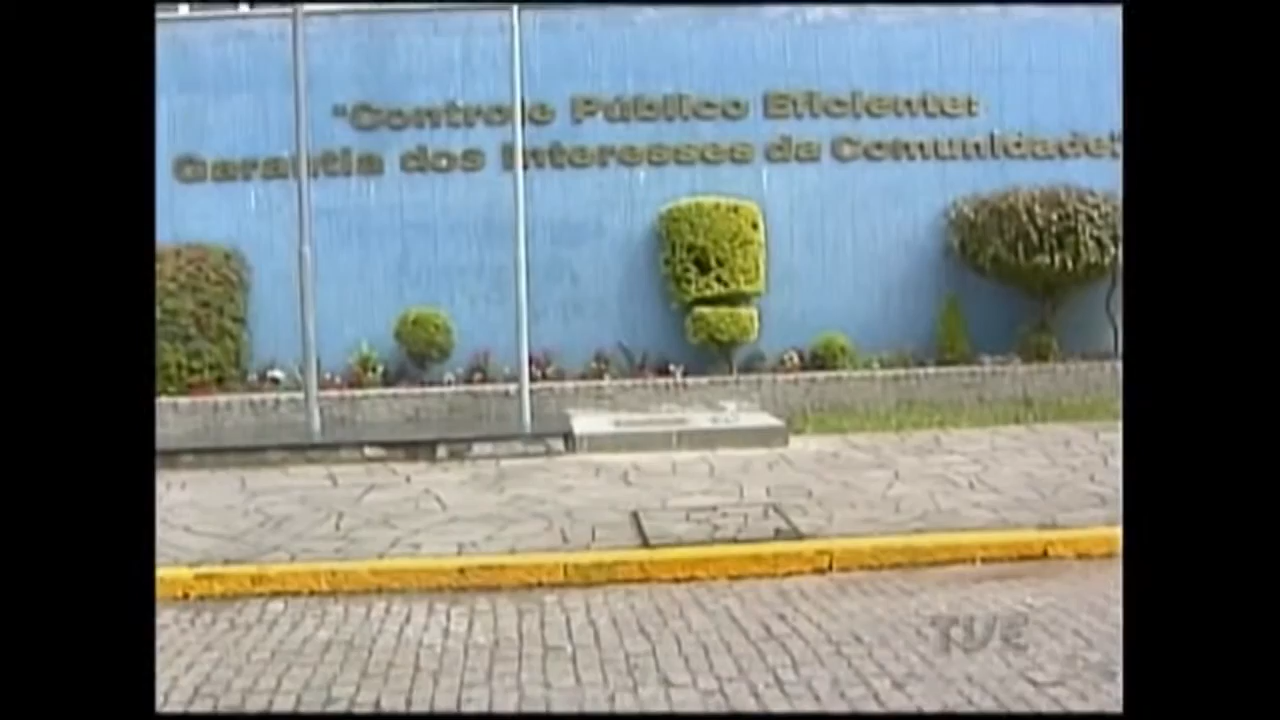 "Controle Público Eficiente:
Garantia dos Interesses da Comunidade."
TVE